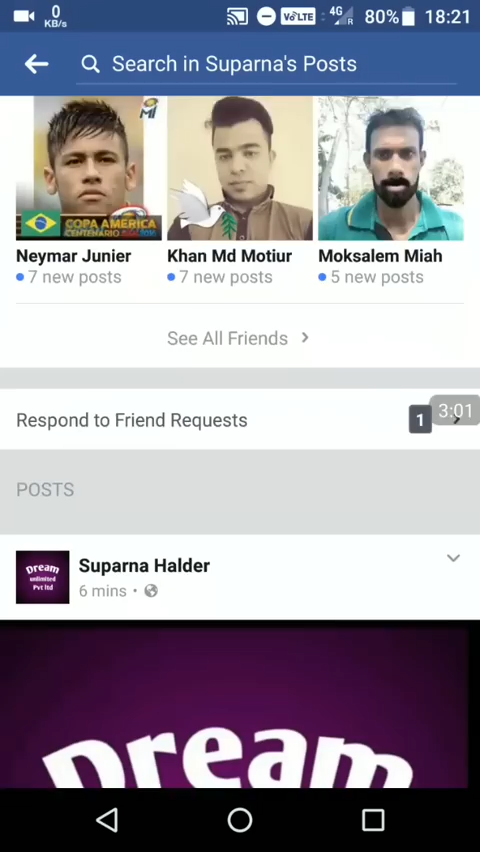 0
KB/s
VoLTE
4G
R
80%
18:21
Search in Suparna's Posts
MI
COPA AMERICA
CENTENARIO
Neymar Junier
Khan Md Motiur
Moksalem Miah
7 new posts
7 new posts
5 new posts
See All Friends
Respond to Friend Requests
1
3:01
POSTS
Dream
unlimited
Pvt ltd
Suparna Halder
6 mins
Dream